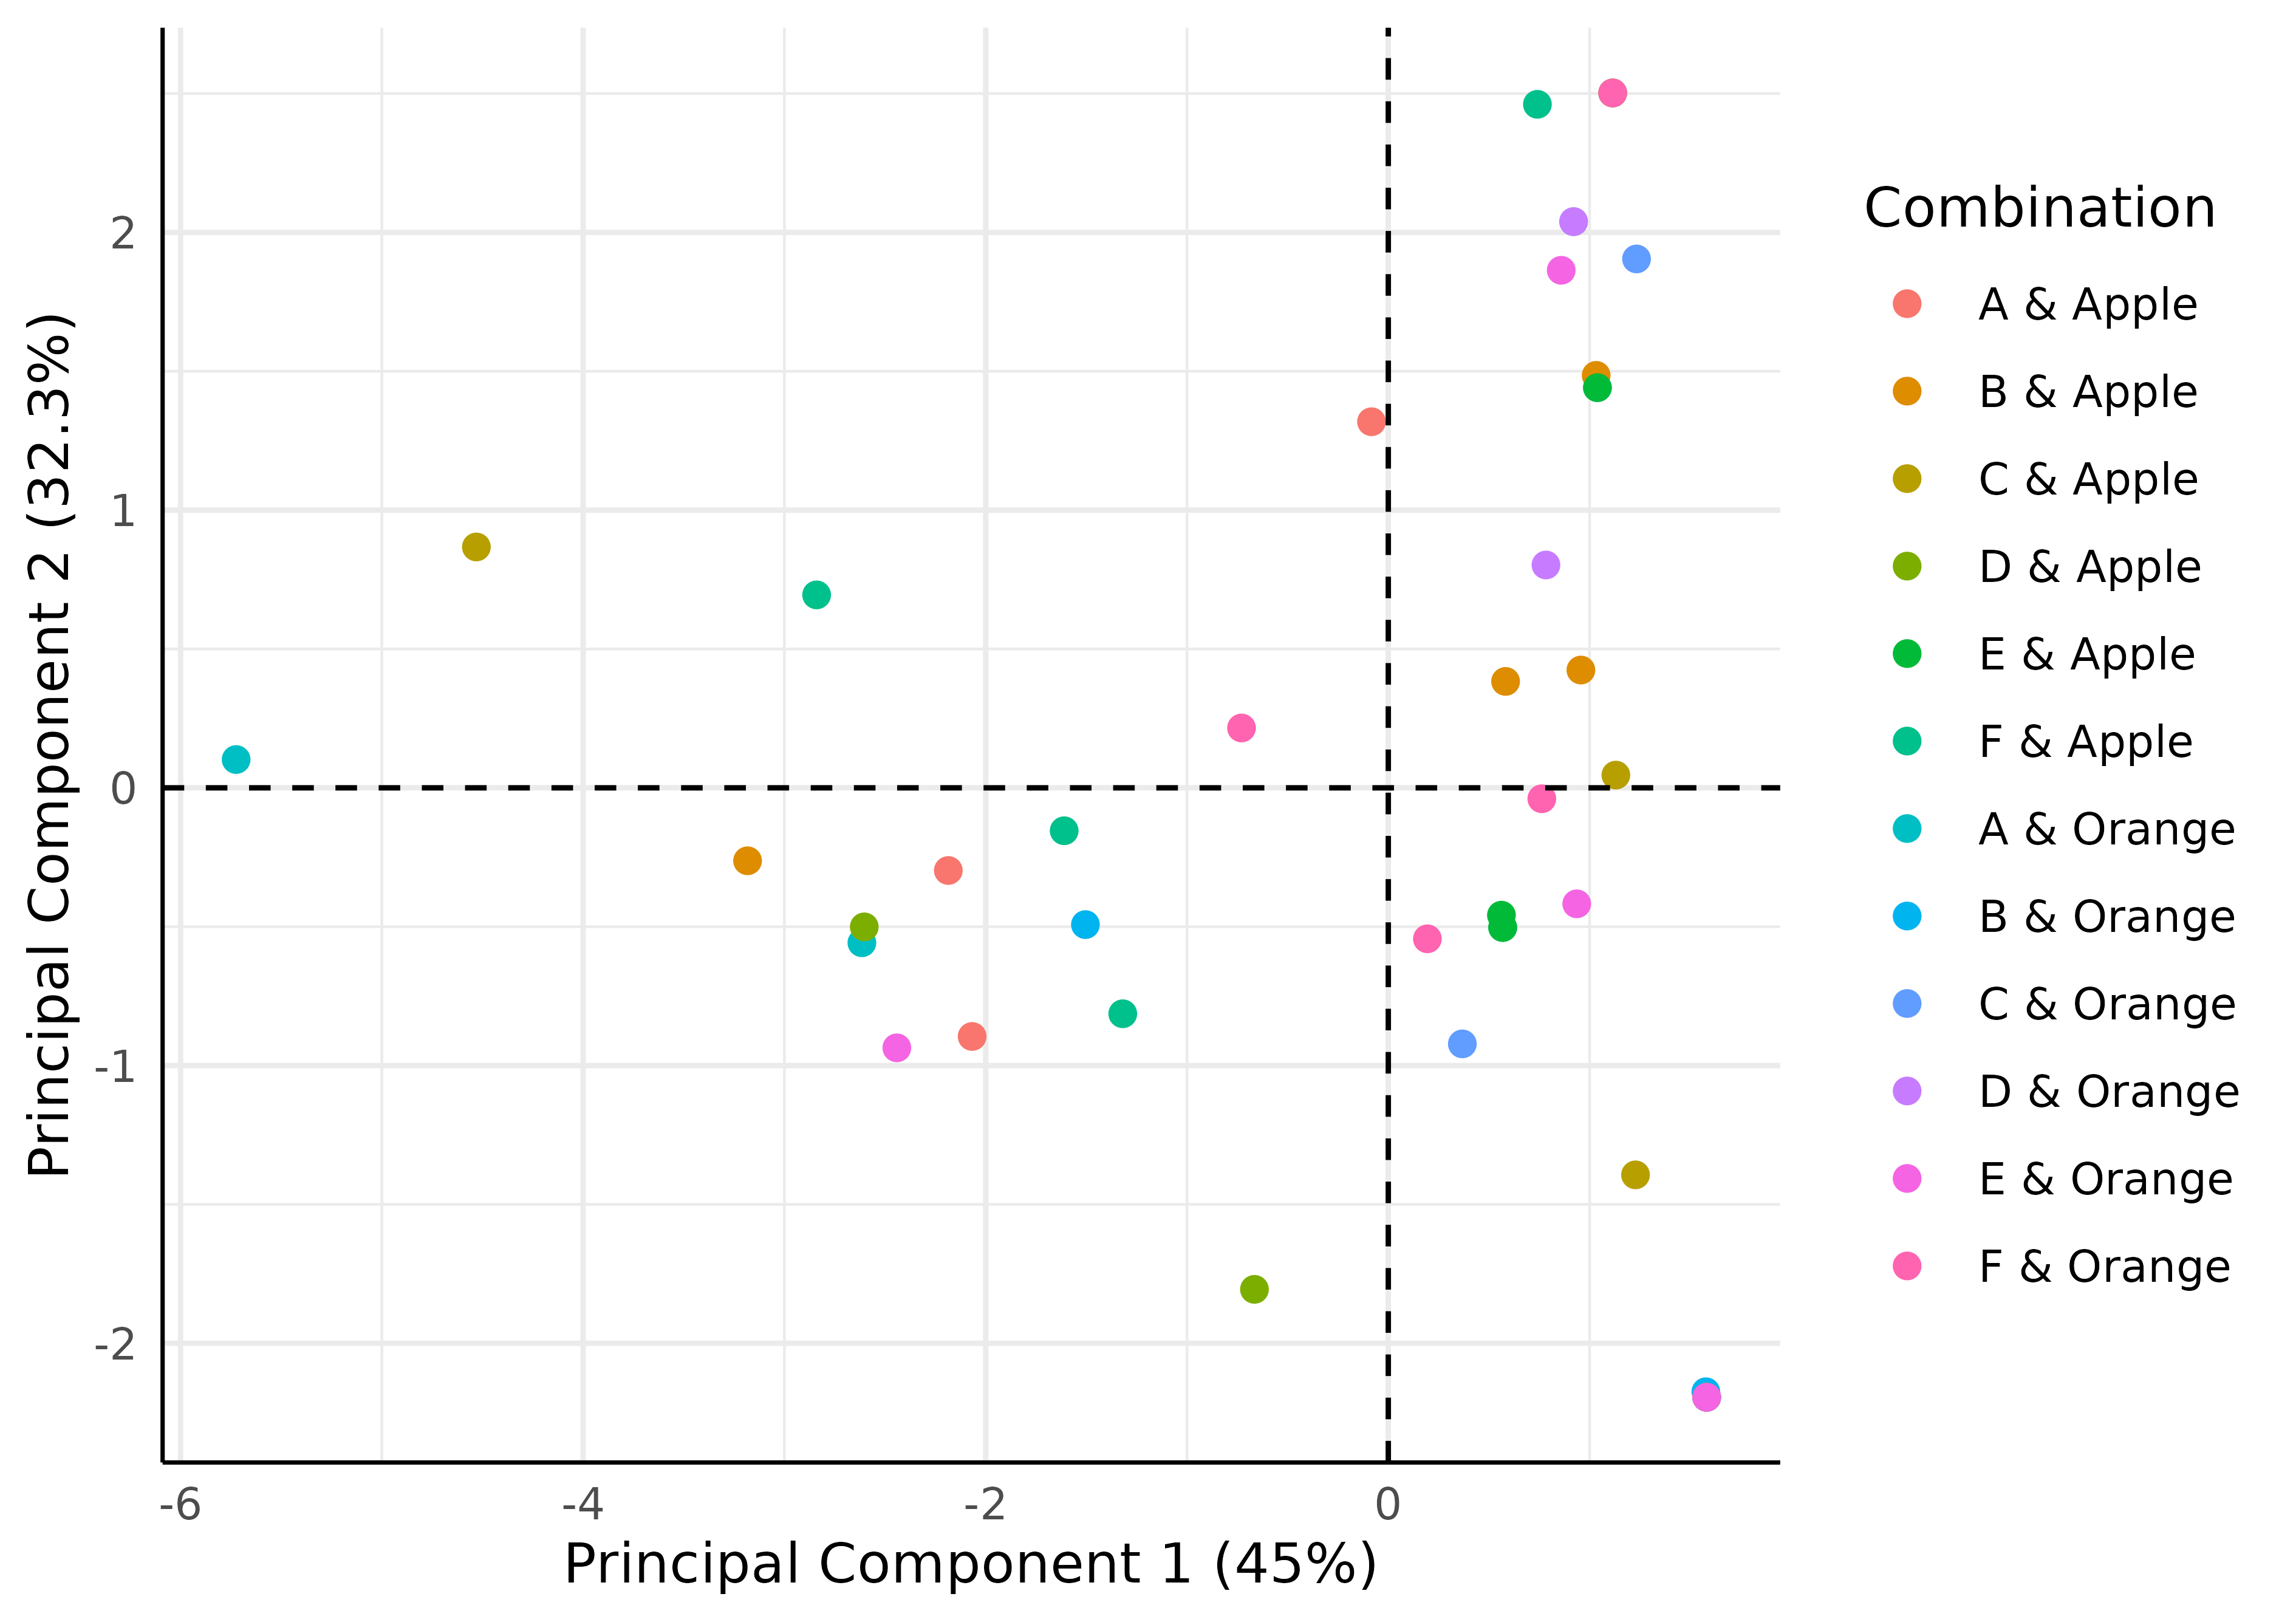 Principal Component 2 (32.3%)
2
1
0
-1
-2
-6
-4
-2
0
Principal Component 1 (45%)
Combination
A & Apple
B & Apple
C & Apple
D & Apple
E & Apple
F & Apple
A & Orange
B & Orange
C & Orange
D & Orange
E & Orange
F & Orange